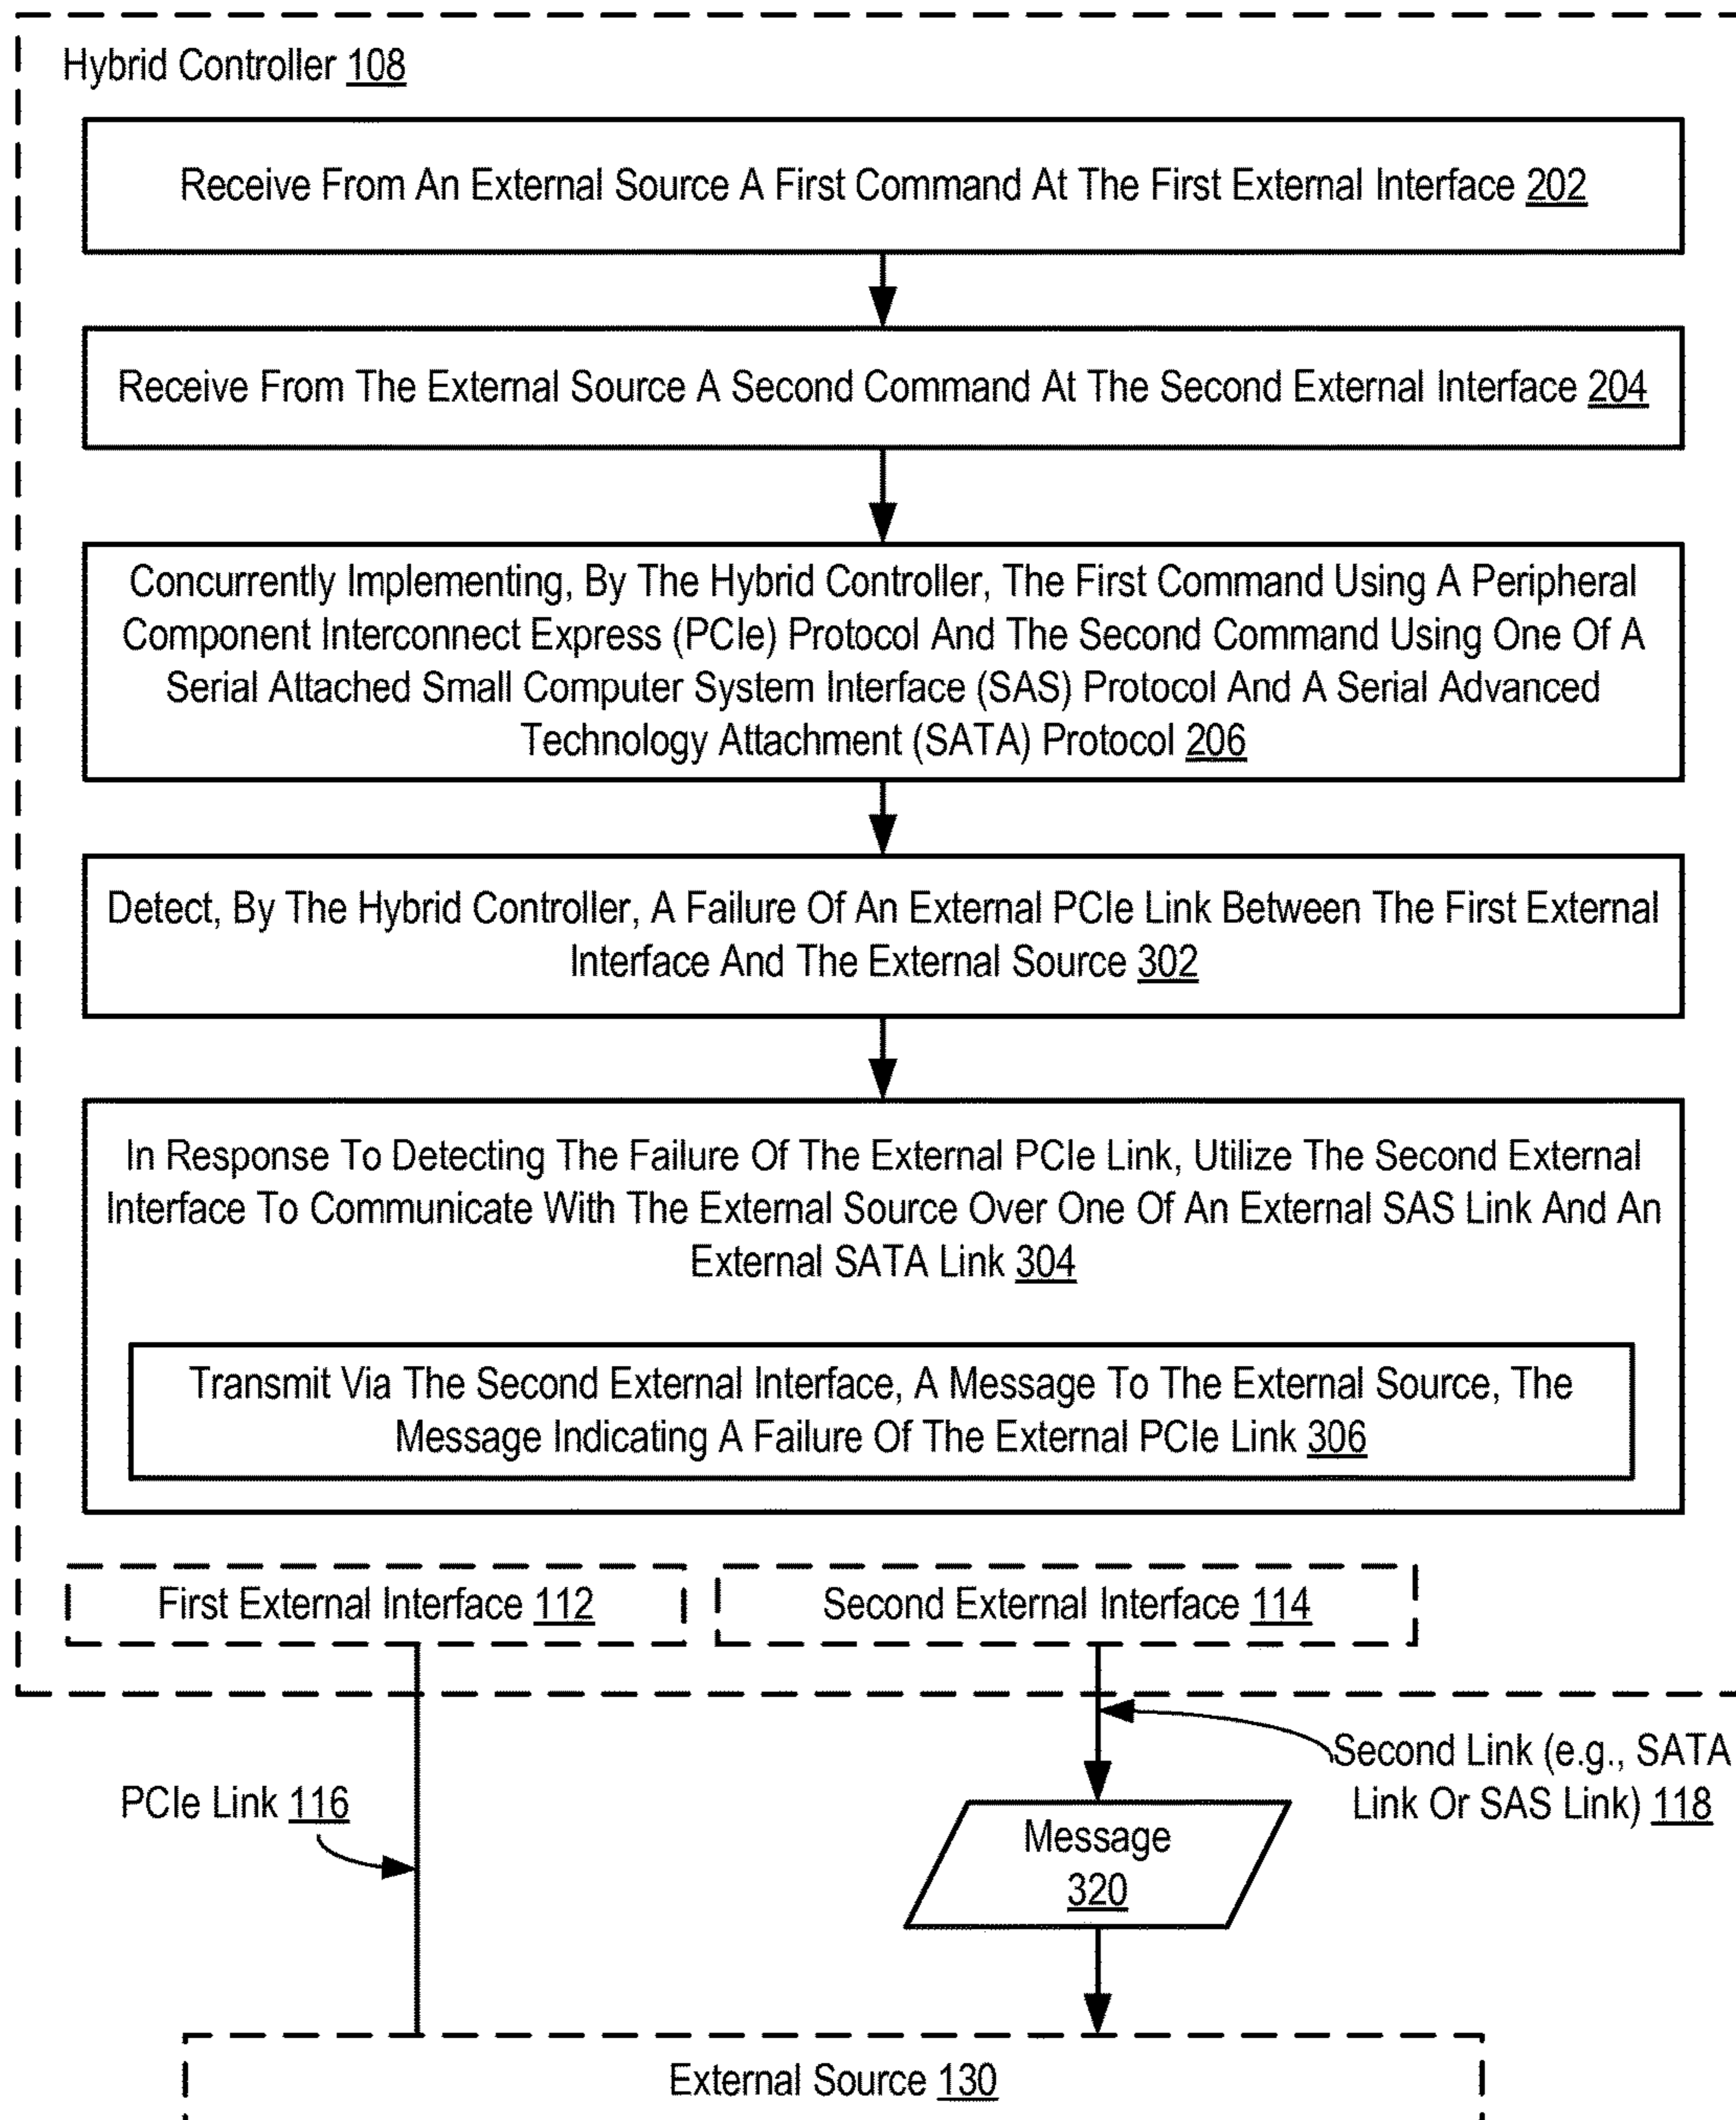 Hybrid Controller 108
Receive From An External Source A First Command At The First External Interface 202
Receive From The External Source A Second Command At The Second External Interface 204
Concurrently Implementing, By The Hybrid Controller, The First Command Using A Peripheral
Component Interconnect Express (PCIe) Protocol And The Second Command Using One Of A
Serial Attached Small Computer System Interface (SAS) Protocol And A Serial Advanced
Technology Attachment (SATA) Protocol 206
Detect, By The Hybrid Controller, A Failure Of An External PCIe Link Between The First External
Interface And The External Source 302
In Response To Detecting The Failure Of The External PCIe Link, Utilize The Second External
Interface To Communicate With The External Source Over One Of An External SAS Link And An
External SATA Link 304
Transmit Via The Second External Interface, A Message To The External Source, The
Message Indicating A Failure Of The External PCIe Link 306
First External Interface 112
Second External Interface 114
PCIe Link 116
Second Link (e.g., SATA
Link Or SAS Link) 118
Message
320
External Source 130